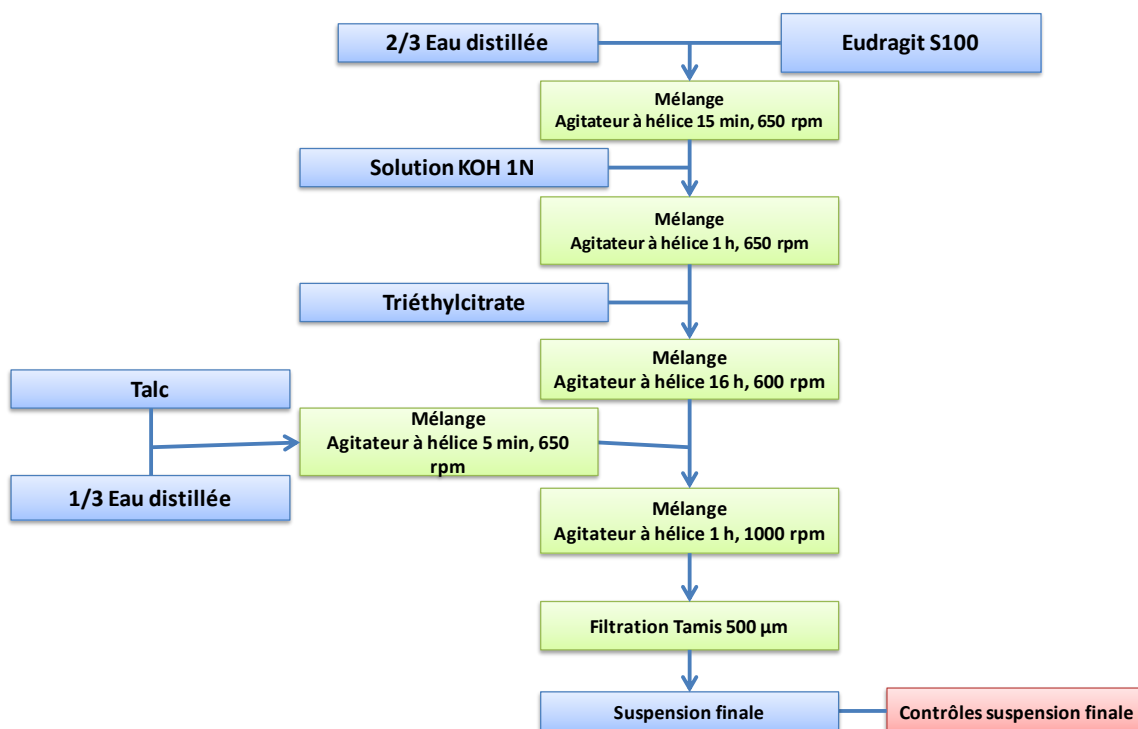 2/3 Eau distillée
Eudragit S100
Mélange
Agitateur à hélice 15 min, 650 rpm
Solution KOH 1N
Mélange
Agitateur à hélice 1 h, 650 rpm
Triéthylcitrate
Mélange
Agitateur à hélice 16 h, 600 rpm
Talc
Mélange
Agitateur à hélice 5 min, 650
rpm
1/3 Eau distillée
Mélange
Agitateur à hélice 1 h, 1000 rpm
Filtration Tamis 500 µm
Suspension finale
Contrôles suspension finale